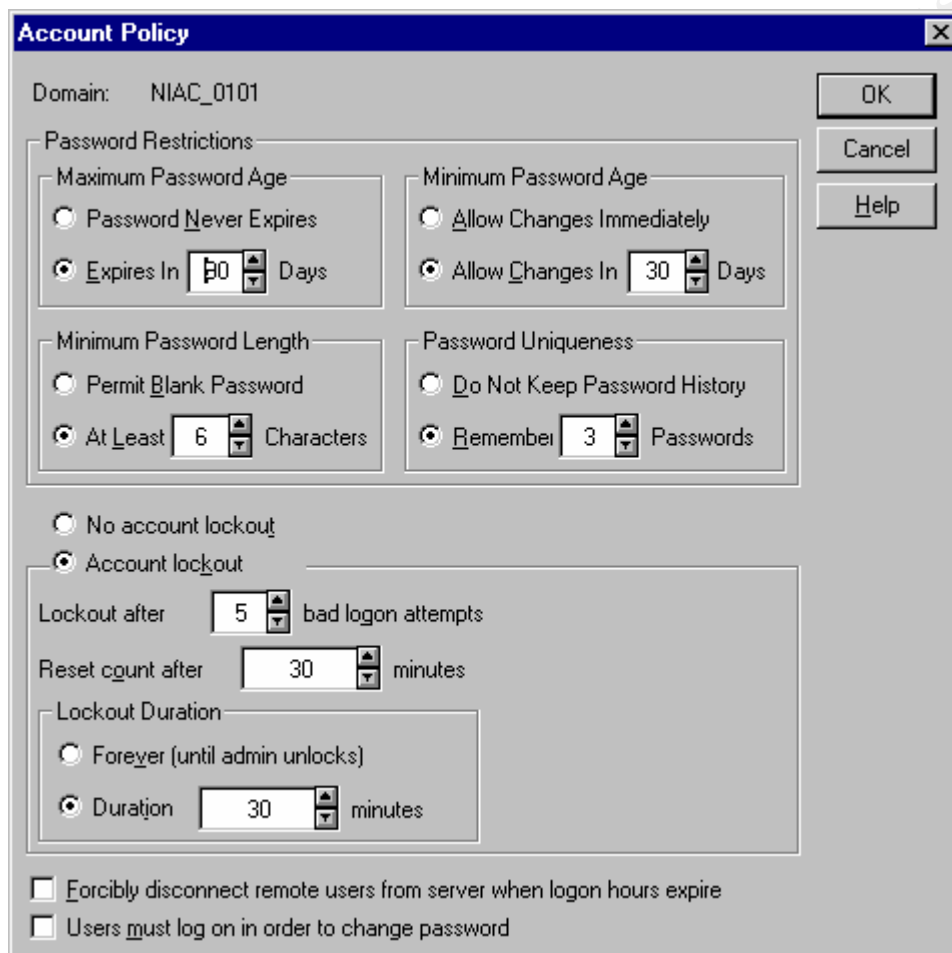 Account Policy
Domain: NIAC_0101
OK
Cancel
Help
Password Restrictions
Maximum Password Age
Password Never Expires
Expires In Days
Minimum Password Age
Allow Changes Immediately
Allow Changes In 30 Days
Minimum Password Length
Permit Blank Password
At Least 6 Characters
Password Uniqueness
Do Not Keep Password History
Remember 3 Passwords
No account lockout
Account lockout
Lockout after 5 bad logon attempts
Reset count after 30 minutes
Lockout Duration
Forever (until admin unlocks)
Duration 30 minutes
Forcibly disconnect remote users from server when logon hours expire
Users must log on in order to change password